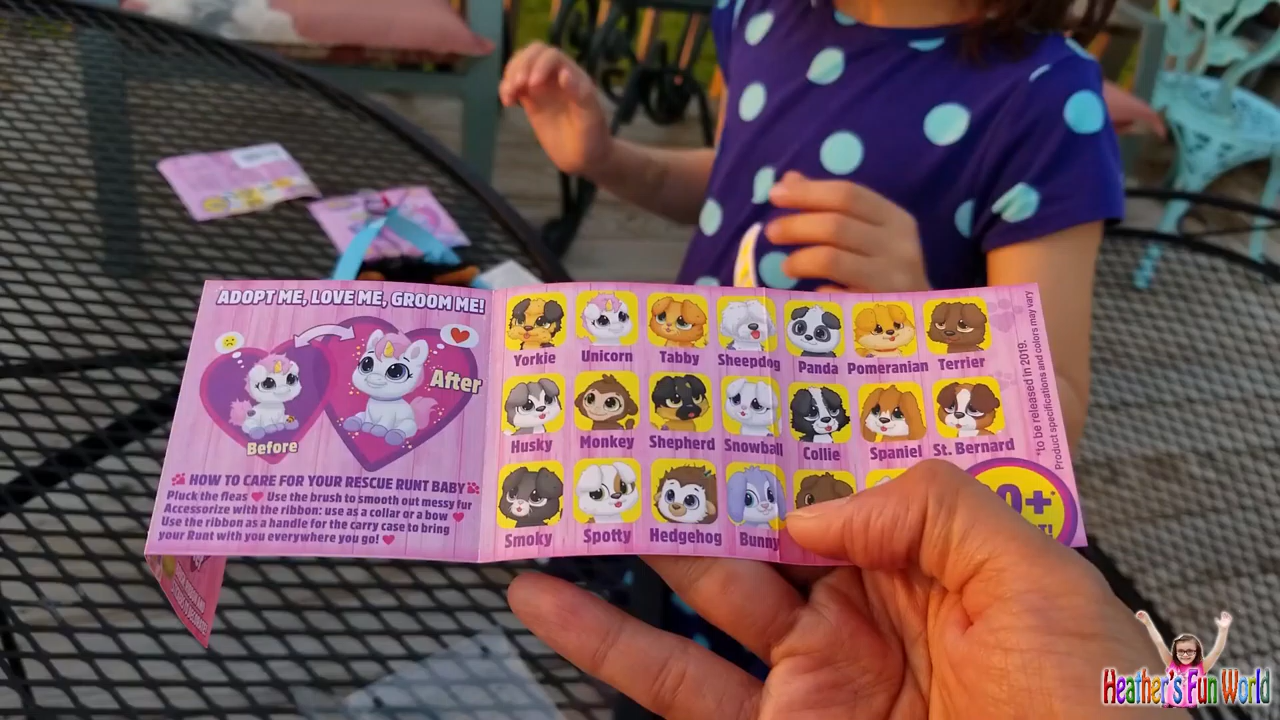 ADOPT ME, LOVE ME, GROOM ME!
After
Before
HOW TO CARE FOR YOUR RESCUE RUNT BABY
Pluck the fleas Use the brush to smooth out messy fur
Accessorize with the ribbon: use as a collar or a bow
Use the ribbon as a handle for the carry case to bring
your Runt with you everywhere you go!
Yorkie Unicorn Tabby Sheepdog Panda Pomeranian Terrier
Husky Monkey Shepherd Snowball Collie Spaniel St. Bernard
Smoky Spotty Hedgehog Bunny
*to be released in 2019.
Product specifications and colors may vary
Heather's Fun World